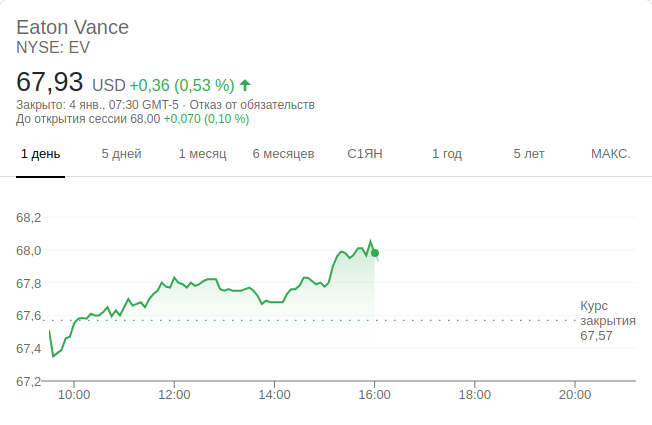 Eaton Vance
NYSE: EV
67,93 USD +0,36 (0,53 %)
Закрыто: 4 янв., 07:30 GMT-5 · Отказ от обязательств
До открытия сессии 68,00 +0,070 (0,10 %)
1 день 5 дней 1 месяц 6 месяцев С1ЯН 1 год 5 лет МАКС.
68,2
68,0
67,8
67,6
67,4
67,2
Курс
закрытия
67,57
10:00 12:00 14:00 16:00 18:00 20:00